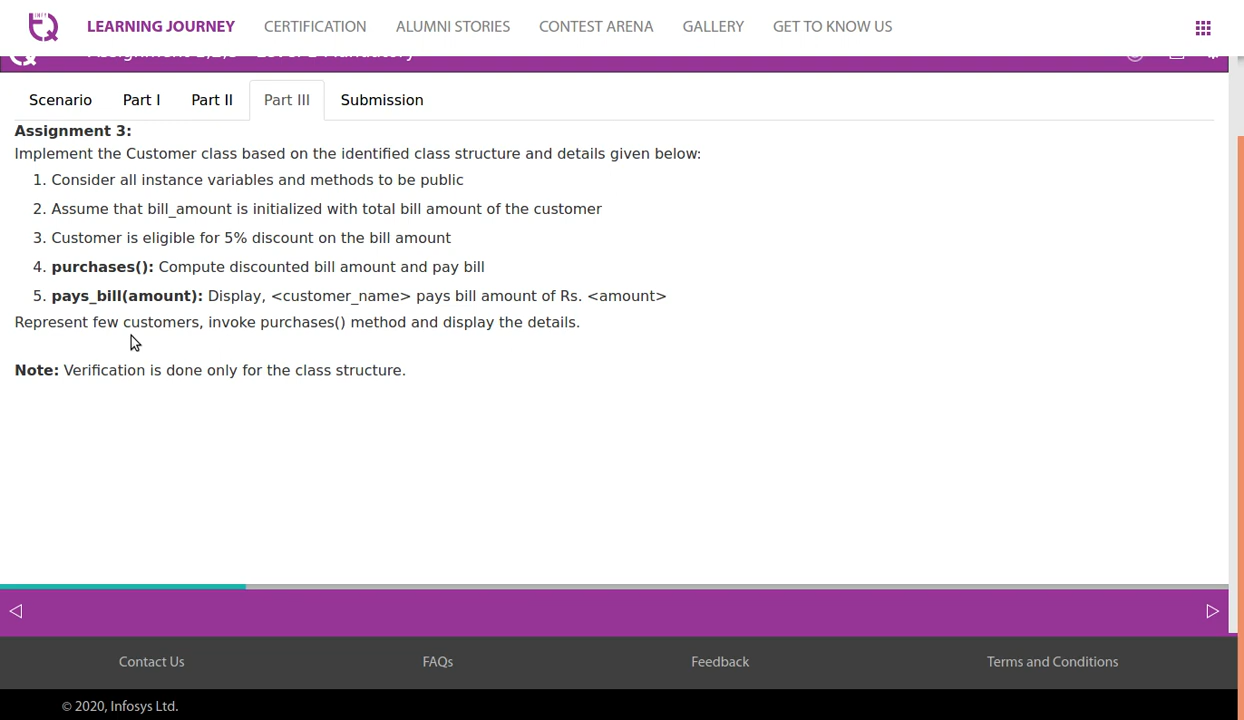 LEARNING JOURNEY CERTIFICATION ALUMNI STORIES CONTEST ARENA GALLERY GET TO KNOW US
Scenario Part I Part II Part III Submission
Assignment 3:
Implement the Customer class based on the identified class structure and details given below:
1. Consider all instance variables and methods to be public
2. Assume that bill_amount is initialized with total bill amount of the customer
3. Customer is eligible for 5% discount on the bill amount
4. purchases(): Compute discounted bill amount and pay bill
5. pays_bill(amount): Display, <customer_name> pays bill amount of Rs. <amount>
Represent few customers, invoke purchases() method and display the details.
Note: Verification is done only for the class structure.
Contact Us FAQs Feedback Terms and Conditions
© 2020, Infosys Ltd.